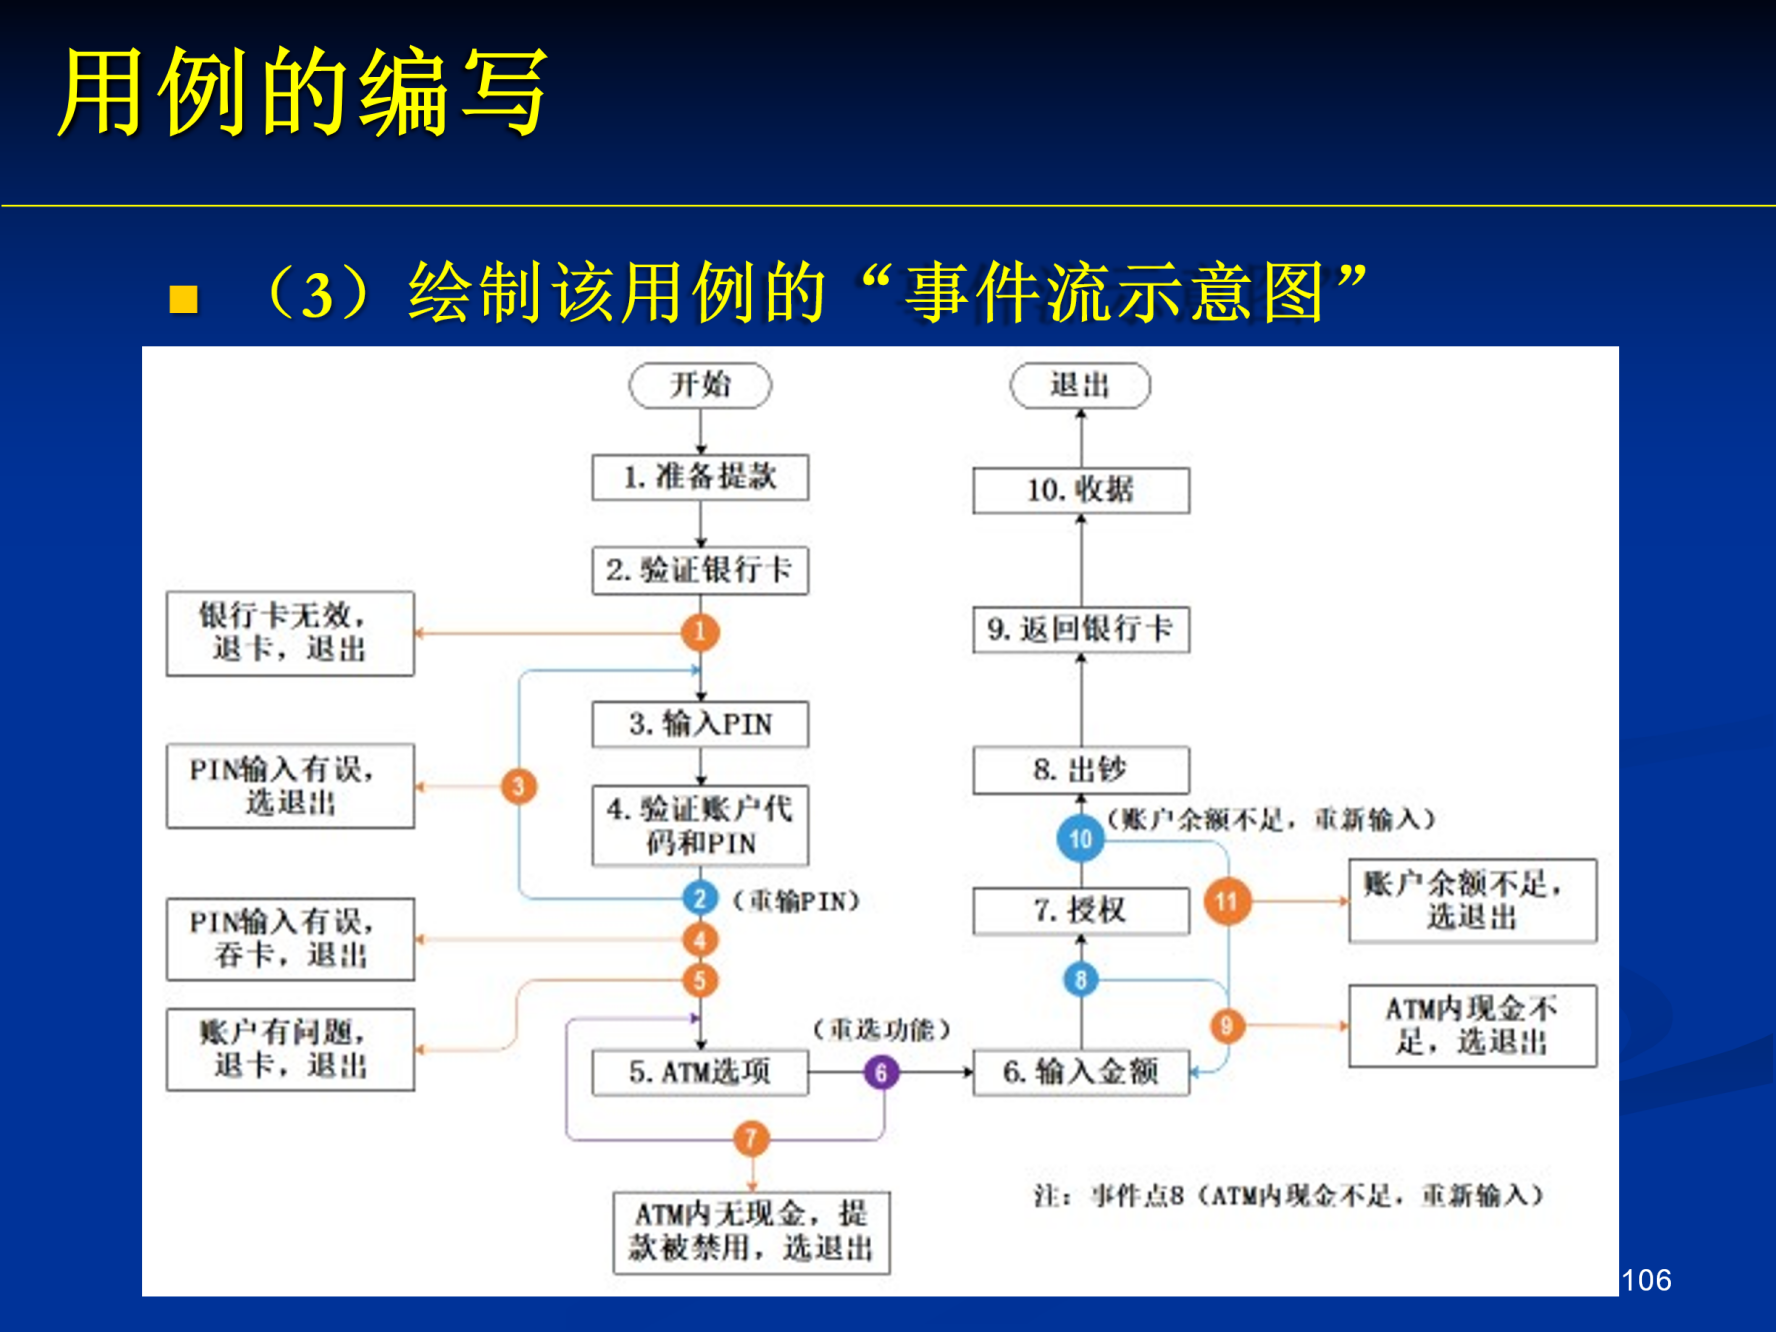 用例的编写
（3）绘制该用例的“事件流示意图”
开始
1. 准备提款
2. 验证银行卡
1
银行卡无效，
退卡，退出
3. 输入PIN
PIN输入有误，
选退出
3
4. 验证账户代
码和PIN
2
（重输PIN）
PIN输入有误，
吞卡，退出
4
5
账户有问题，
退卡，退出
5. ATM选项
（重选功能）
6
7
ATM内无现金，提
款被禁用，选退出
退出
10. 收据
9. 返回银行卡
8. 出钞
10
（账户余额不足，重新输入）
7. 授权
11
账户余额不足，
选退出
8
9
ATM内现金不
足，选退出
6. 输入金额
注：事件点8（ATM内现金不足，重新输入）
106